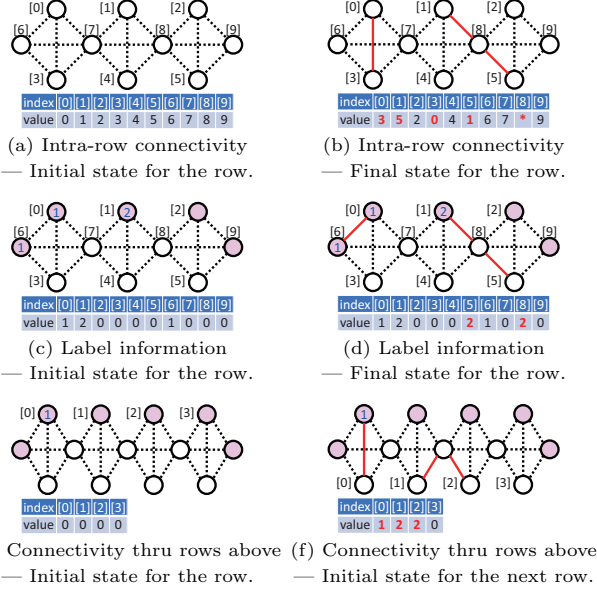 [0] [1] [2]
[6] [7] [8] [9]
[3] [4] [5]
index [0] [1] [2] [3] [4] [5] [6] [7] [8] [9]
value 0 1 2 3 4 5 6 7 8 9
(a) Intra-row connectivity
— Initial state for the row.
[0] [1] [2]
[6] [7] [8] [9]
[3] [4] [5]
index [0] [1] [2] [3] [4] [5] [6] [7] [8] [9]
value 3 5 2 0 4 1 6 7 * 9
(b) Intra-row connectivity
— Final state for the row.
[0] 1 [1] 2 [2]
[6] [7] [8] [9]
1
[3] [4] [5]
index [0] [1] [2] [3] [4] [5] [6] [7] [8] [9]
value 1 2 0 0 0 0 1 0 0 0
(c) Label information
— Initial state for the row.
[0] 1 [1] 2 [2]
[6] [7] [8] [9]
1
[3] [4] [5]
index [0] [1] [2] [3] [4] [5] [6] [7] [8] [9]
value 1 2 0 0 0 2 1 0 2 0
(d) Label information
— Final state for the row.
[0] 1 [1] [2] [3]
index [0] [1] [2] [3]
value 0 0 0 0
Connectivity thru rows above
— Initial state for the row.
1
[0] [1] [2] [3]
index [0] [1] [2] [3]
value 1 2 2 0
(f) Connectivity thru rows above
— Initial state for the next row.